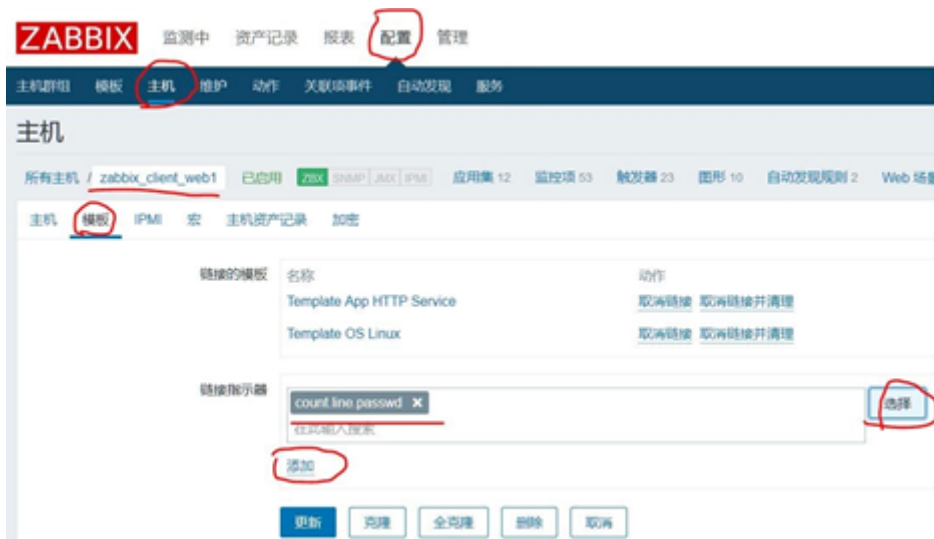 ZABBIX 监测中 资产记录 报表 配置 管理
主机群组 模板 主机 维护 动作 关联项事件 自动发现 服务
主机
所有主机 / zabbix_client_web1 已启用 ZBX SNMP JMX IPMI 应用集 12 监控项 53 触发器 23 图形 10 自动发现规则 2 Web 场景
主机 模板 IPMI 宏 主机资产记录 加密
链接的模板 名称 动作
Template App HTTP Service 取消链接 取消链接并清理
Template OS Linux 取消链接 取消链接并清理
链接指示器 count.line.passwd × 选择
在此输入搜索
添加
更新 克隆 全克隆 删除 取消